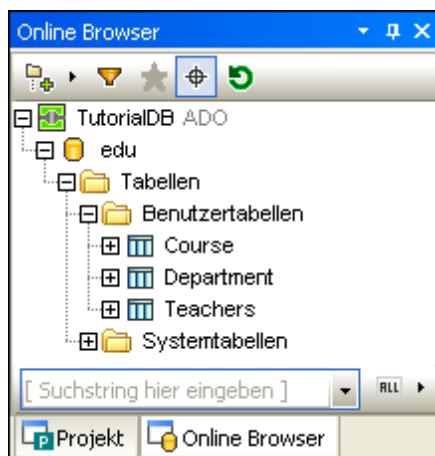 Online Browser
TutorialDB ADO
edu
Tabellen
Benutzertabellen
Course
Department
Teachers
Systemtabellen
[ Suchstring hier eingeben ] ALL
Projekt Online Browser